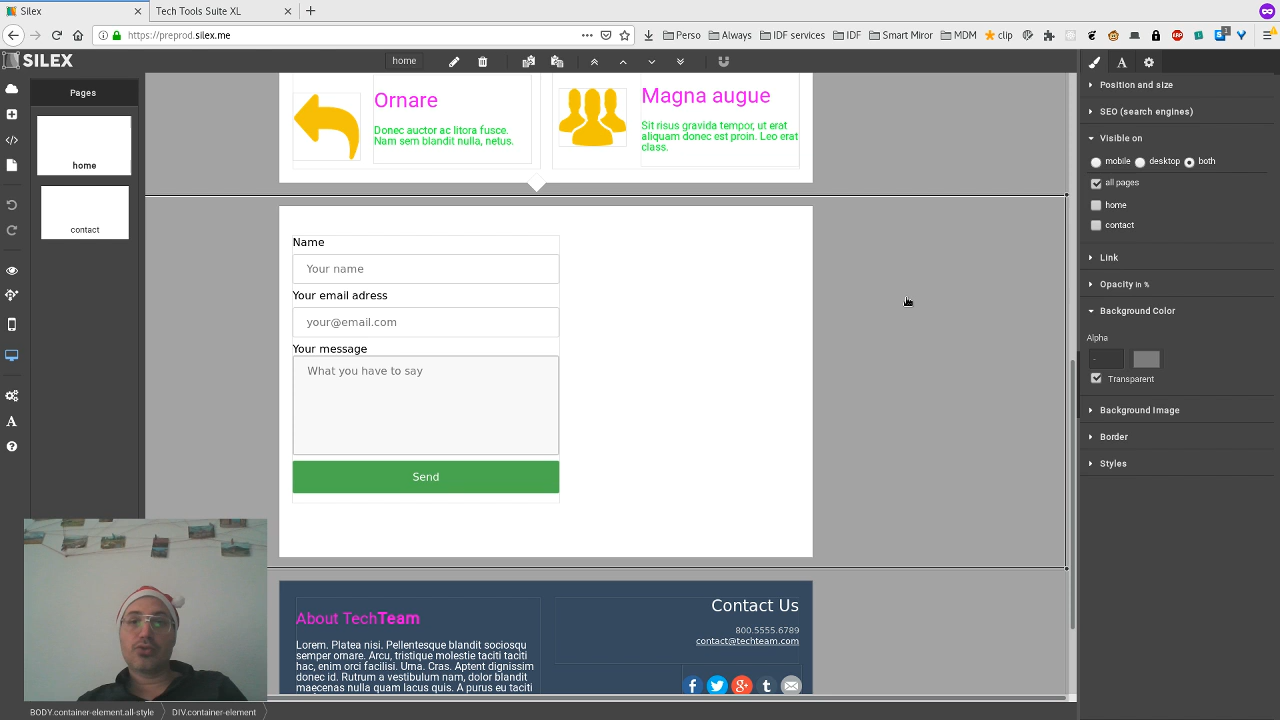 Silex
Tech Tools Suite XL
https://preprod.silex.me
Perso
Always
IDF services
IDF
Smart Miror
MDM
clip
SILEX
home
Pages
home
contact
Ornare
Donec auctor ac litora fusce.
Nam sem blandit nulla, netus.
Magna augue
Sit risus gravida tempor, ut erat
aliquam donec est proin. Leo erat
class.
Name
Your name
Your email adress
your@email.com
Your message
What you have to say
Send
About TechTeam
Lorem. Platea nisi. Pellentesque blandit sociosqu
semper ornare. Arcu, tristique molestie taciti taciti
hac, enim orci facilisi. Urna. Cras. Aptent dignissim
donec id. Rutrum a vestibulum nam, dolor blandit
maecenas nulla quam lacus quis. A purus eu taciti
Contact Us
800.5555.6789
contact@techteam.com
Position and size
SEO (search engines)
Visible on
mobile
desktop
both
all pages
home
contact
Link
Opacity in %
Background Color
Alpha
-
Transparent
Background Image
Border
Styles
BODY.container-element.all-style
DIV.container-element